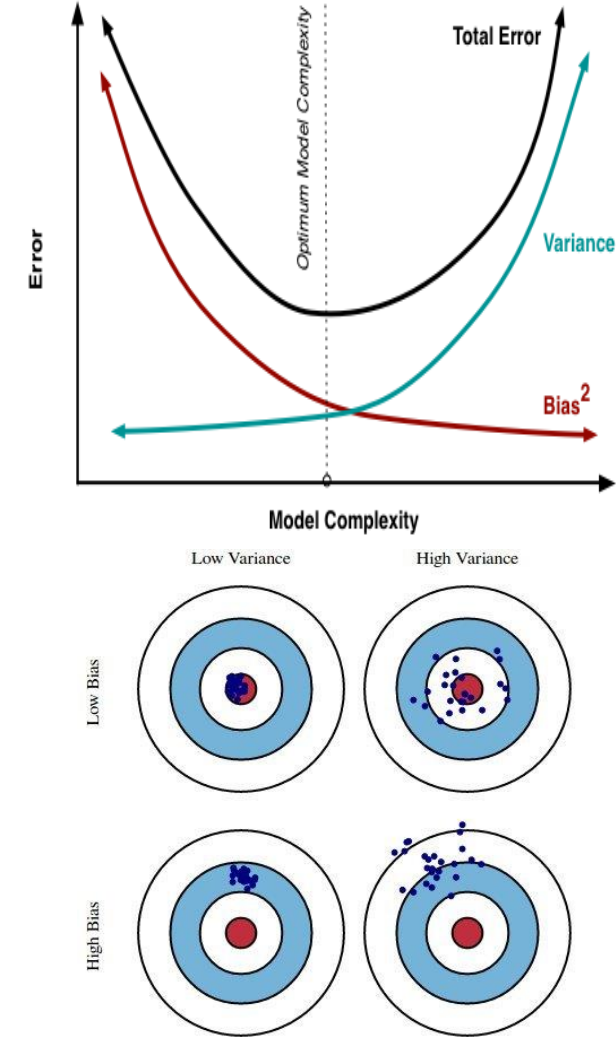 Total Error
Optimum Model Complexity
Variance
Error
Bias2
Model Complexity
Low Variance
High Variance
Low Bias
High Bias